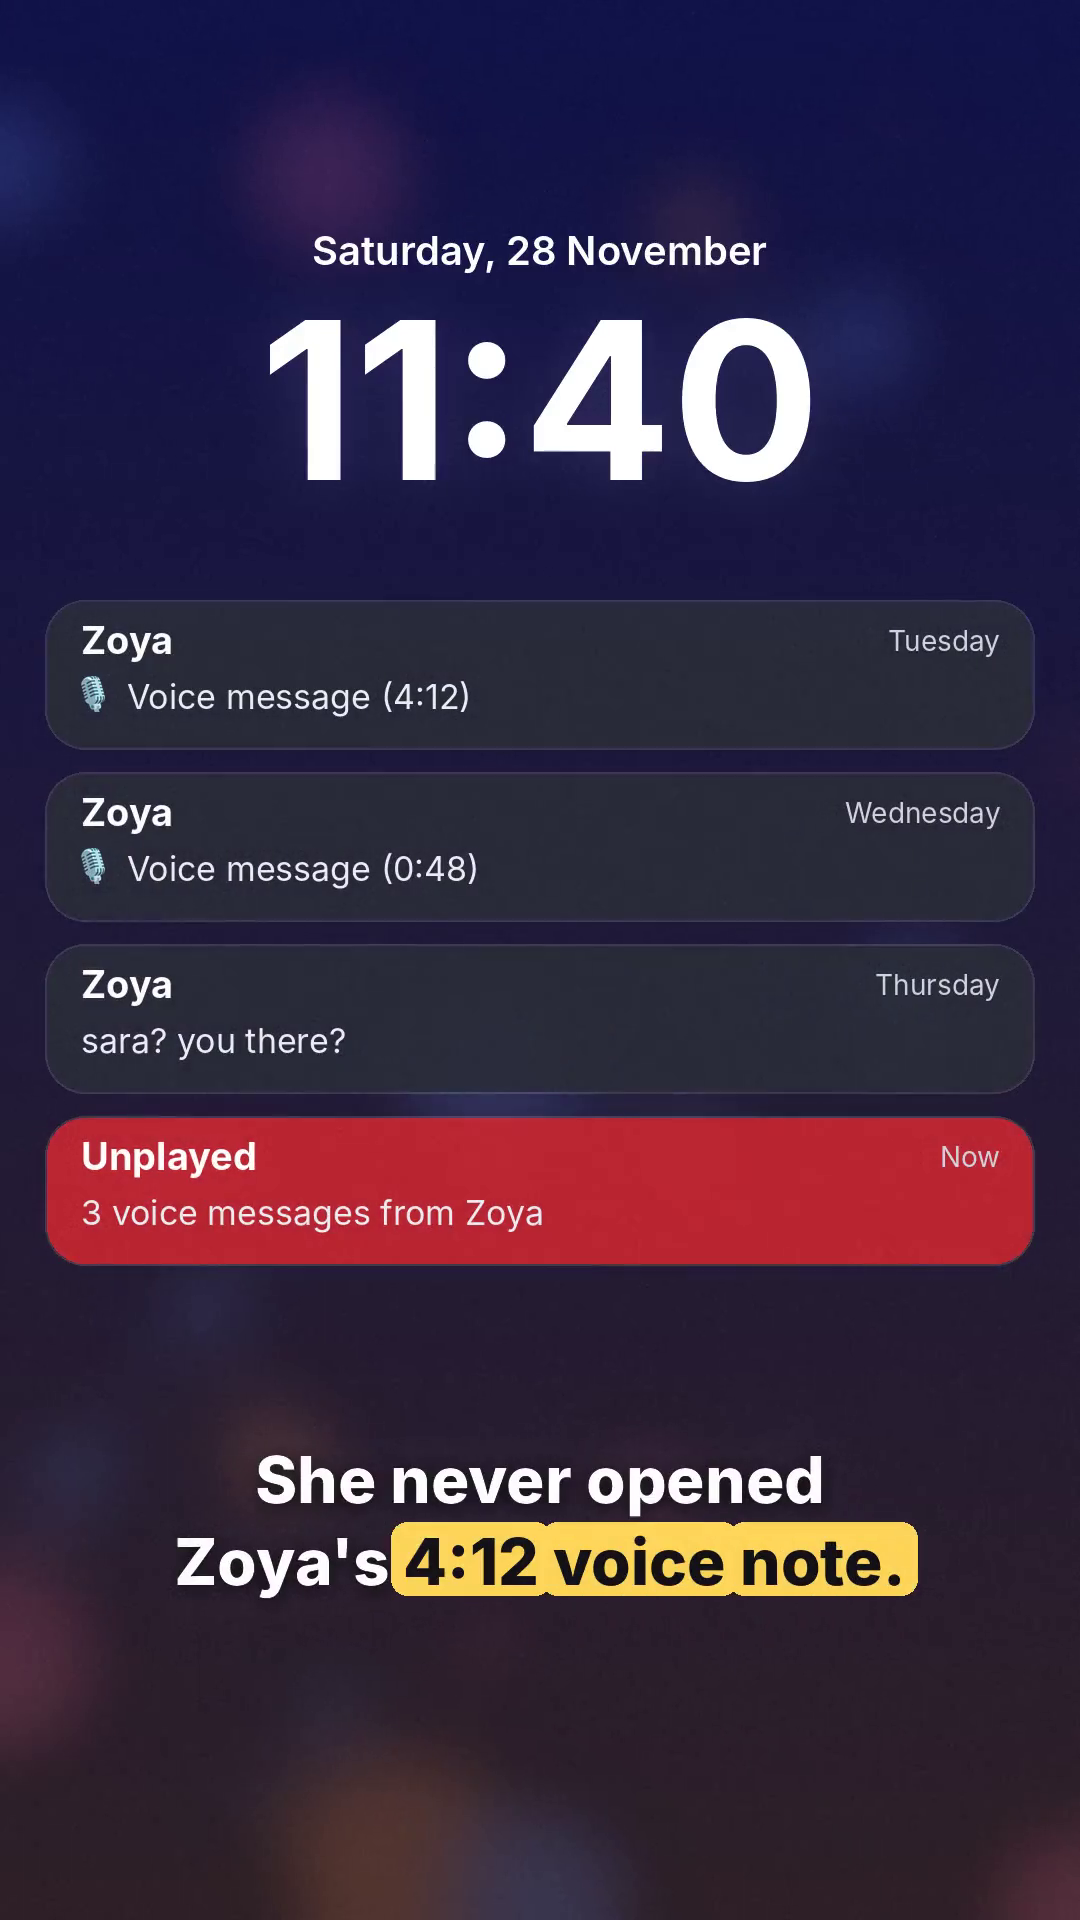 Saturday, 28 November
11:40
Zoya
Tuesday
🎙️ Voice message (4:12)
Zoya
Wednesday
🎙️ Voice message (0:48)
Zoya
Thursday
sara? you there?
Unplayed
Now
3 voice messages from Zoya
She never opened
Zoya's 4:12 voice note.